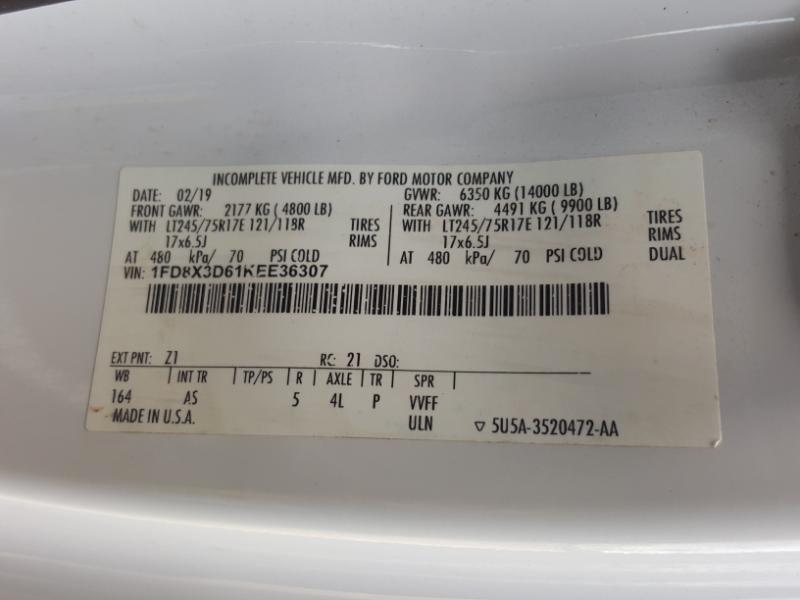 INCOMPLETE VEHICLE MFD. BY FORD MOTOR COMPANY
DATE: 02/19 GVWR: 6350 KG (14000 LB)
FRONT GAWR: 2177 KG ( 4800 LB) REAR GAWR: 4491 KG ( 9900 LB)
WITH LT245/75R17E 121/118R TIRES WITH LT245/75R17E 121/118R TIRES
17x6.5J RIMS 17x6.5J RIMS
AT 480 kPa/ 70 PSI COLD AT 480 kPa/ 70 PSI COLD DUAL
VIN: 1FD8X3D61KEE36307
EXT PNT: Z1 RC: 21 DSO:
WB INT TR TP/PS R AXLE TR SPR
164 AS 5 4L P VVFF
MADE IN U.S.A. ULN ▽ 5U5A-3520472-AA